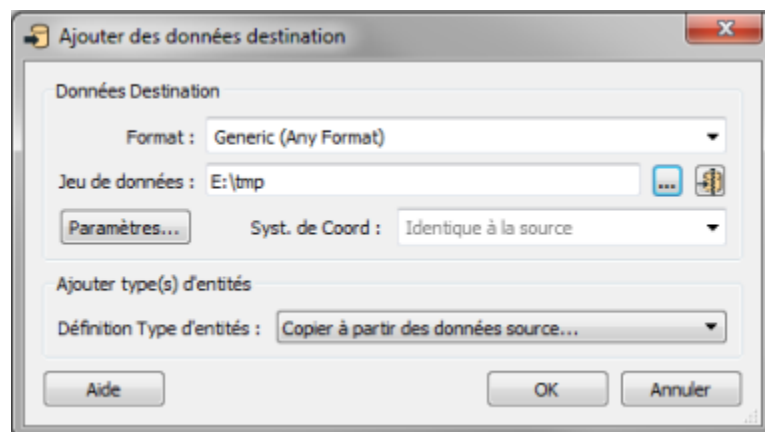 Ajouter des données destination
Données Destination
Format : Generic (Any Format)
Jeu de données : E:\tmp ...
Paramètres... Syst. de Coord : Identique à la source
Ajouter type(s) d'entités
Définition Type d'entités : Copier à partir des données source...
Aide OK Annuler